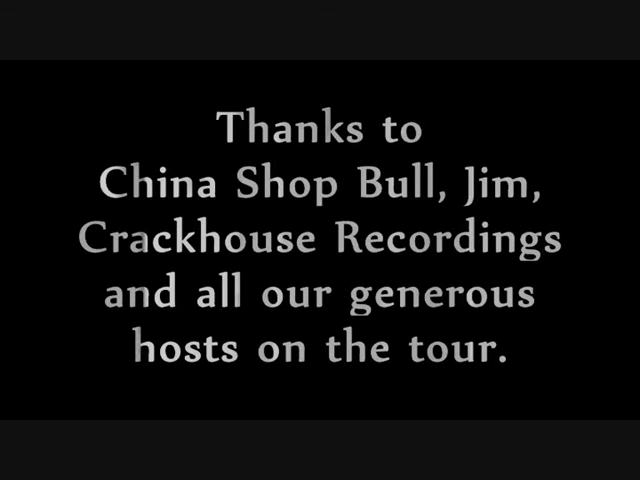 Thanks to
China Shop Bull, Jim,
Crackhouse Recordings
and all our generous
hosts on the tour.